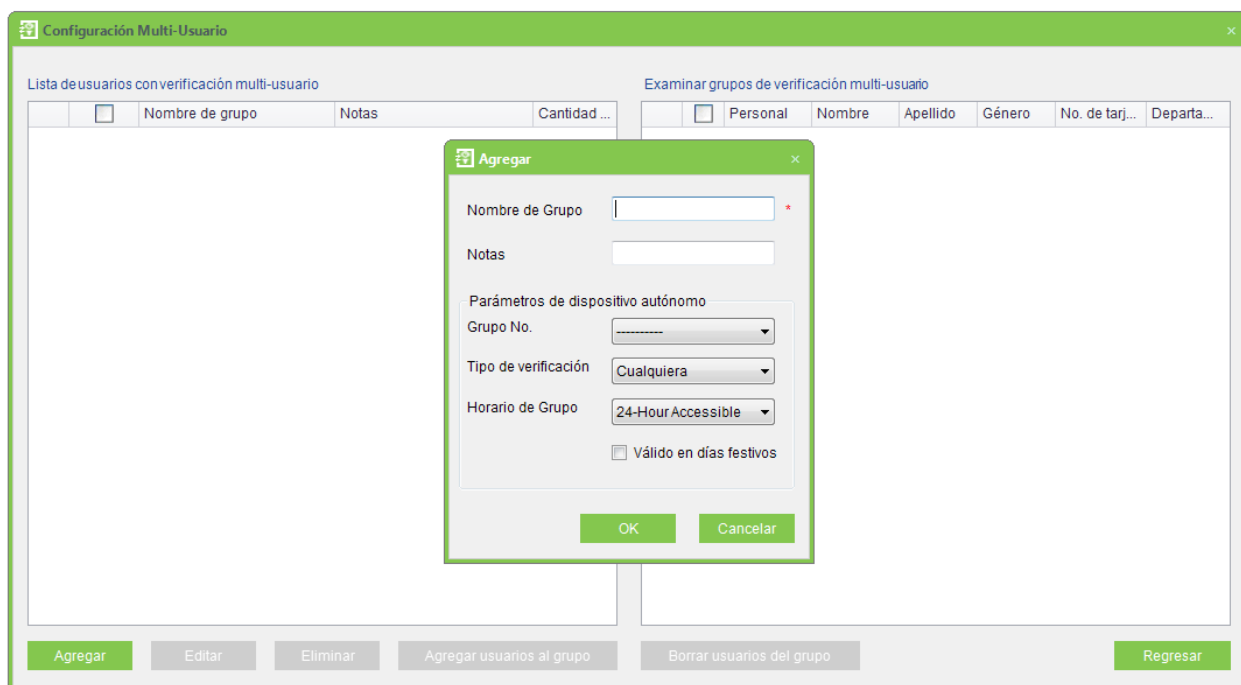 Configuración Multi-Usuario
Lista de usuarios con verificación multi-usuario
Examinar grupos de verificación multi-usuario
Nombre de grupo Notas Cantidad ...
Personal Nombre Apellido Género No. de tarj... Departa...
Agregar
Nombre de Grupo *
Notas
Parámetros de dispositivo autónomo
Grupo No. ----------
Tipo de verificación Cualquiera
Horario de Grupo 24-Hour Accessible
Válido en días festivos
OK Cancelar
Agregar Editar Eliminar Agregar usuarios al grupo Borrar usuarios del grupo Regresar